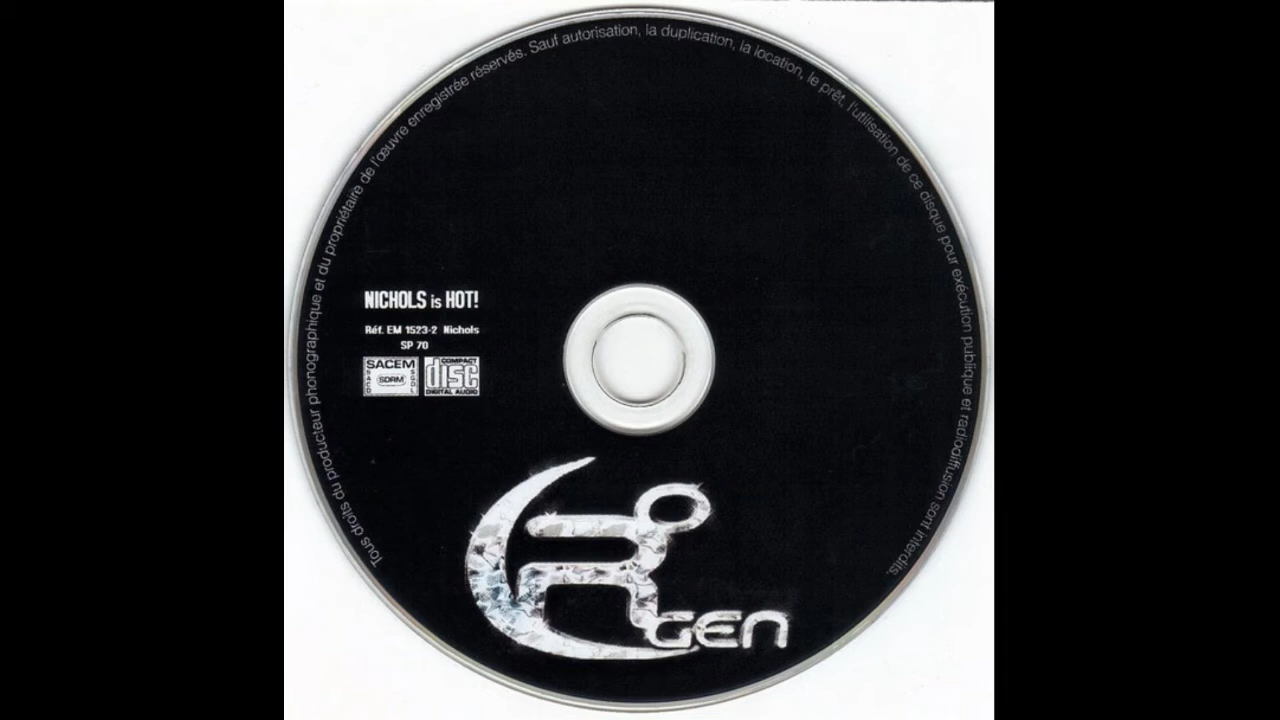 Tous droits du producteur phonographique et du propriétaire de l'œuvre enregistrée réservés. Sauf autorisation, la duplication, la location, le prêt, l'utilisation de ce disque pour exécution publique et radiodiffusion sont interdits.
NICHOLS is HOT!
Réf. EM 1523-2 Nichols
SP 70
SACEM
SACD
SDRM
SGDL
COMPACT
disc
DIGITAL AUDIO
GEN